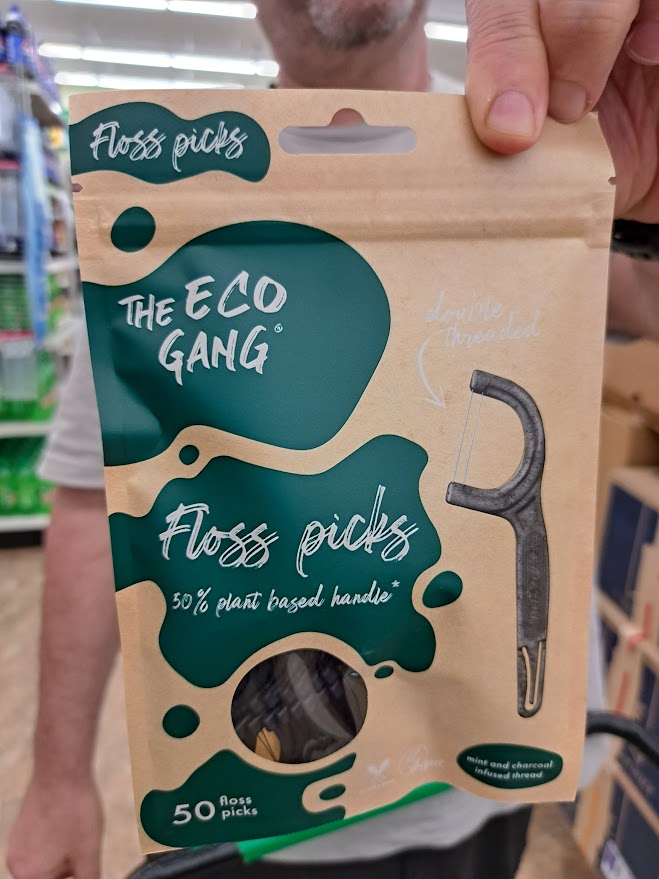 Floss picks
THE ECO
GANG®
double
threaded
Floss picks
50% plant based handle*
50 floss
picks
mint and charcoal
infused thread